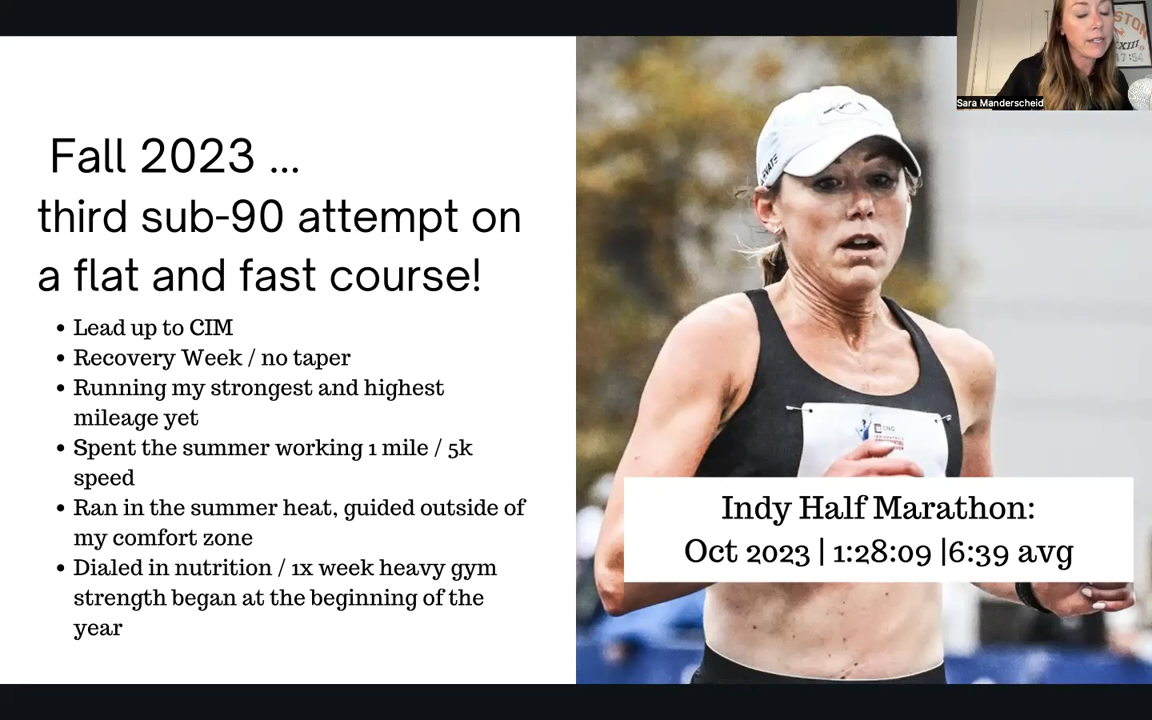 Fall 2023 ...
third sub-90 attempt on
a flat and fast course!
• Lead up to CIM
• Recovery Week / no taper
• Running my strongest and highest
mileage yet
• Spent the summer working 1 mile / 5k
speed
• Ran in the summer heat, guided outside of
my comfort zone
• Dialed in nutrition / 1x week heavy gym
strength began at the beginning of the
year
Indy Half Marathon:
Oct 2023 | 1:28:09 |6:39 avg
Sara Manderscheid